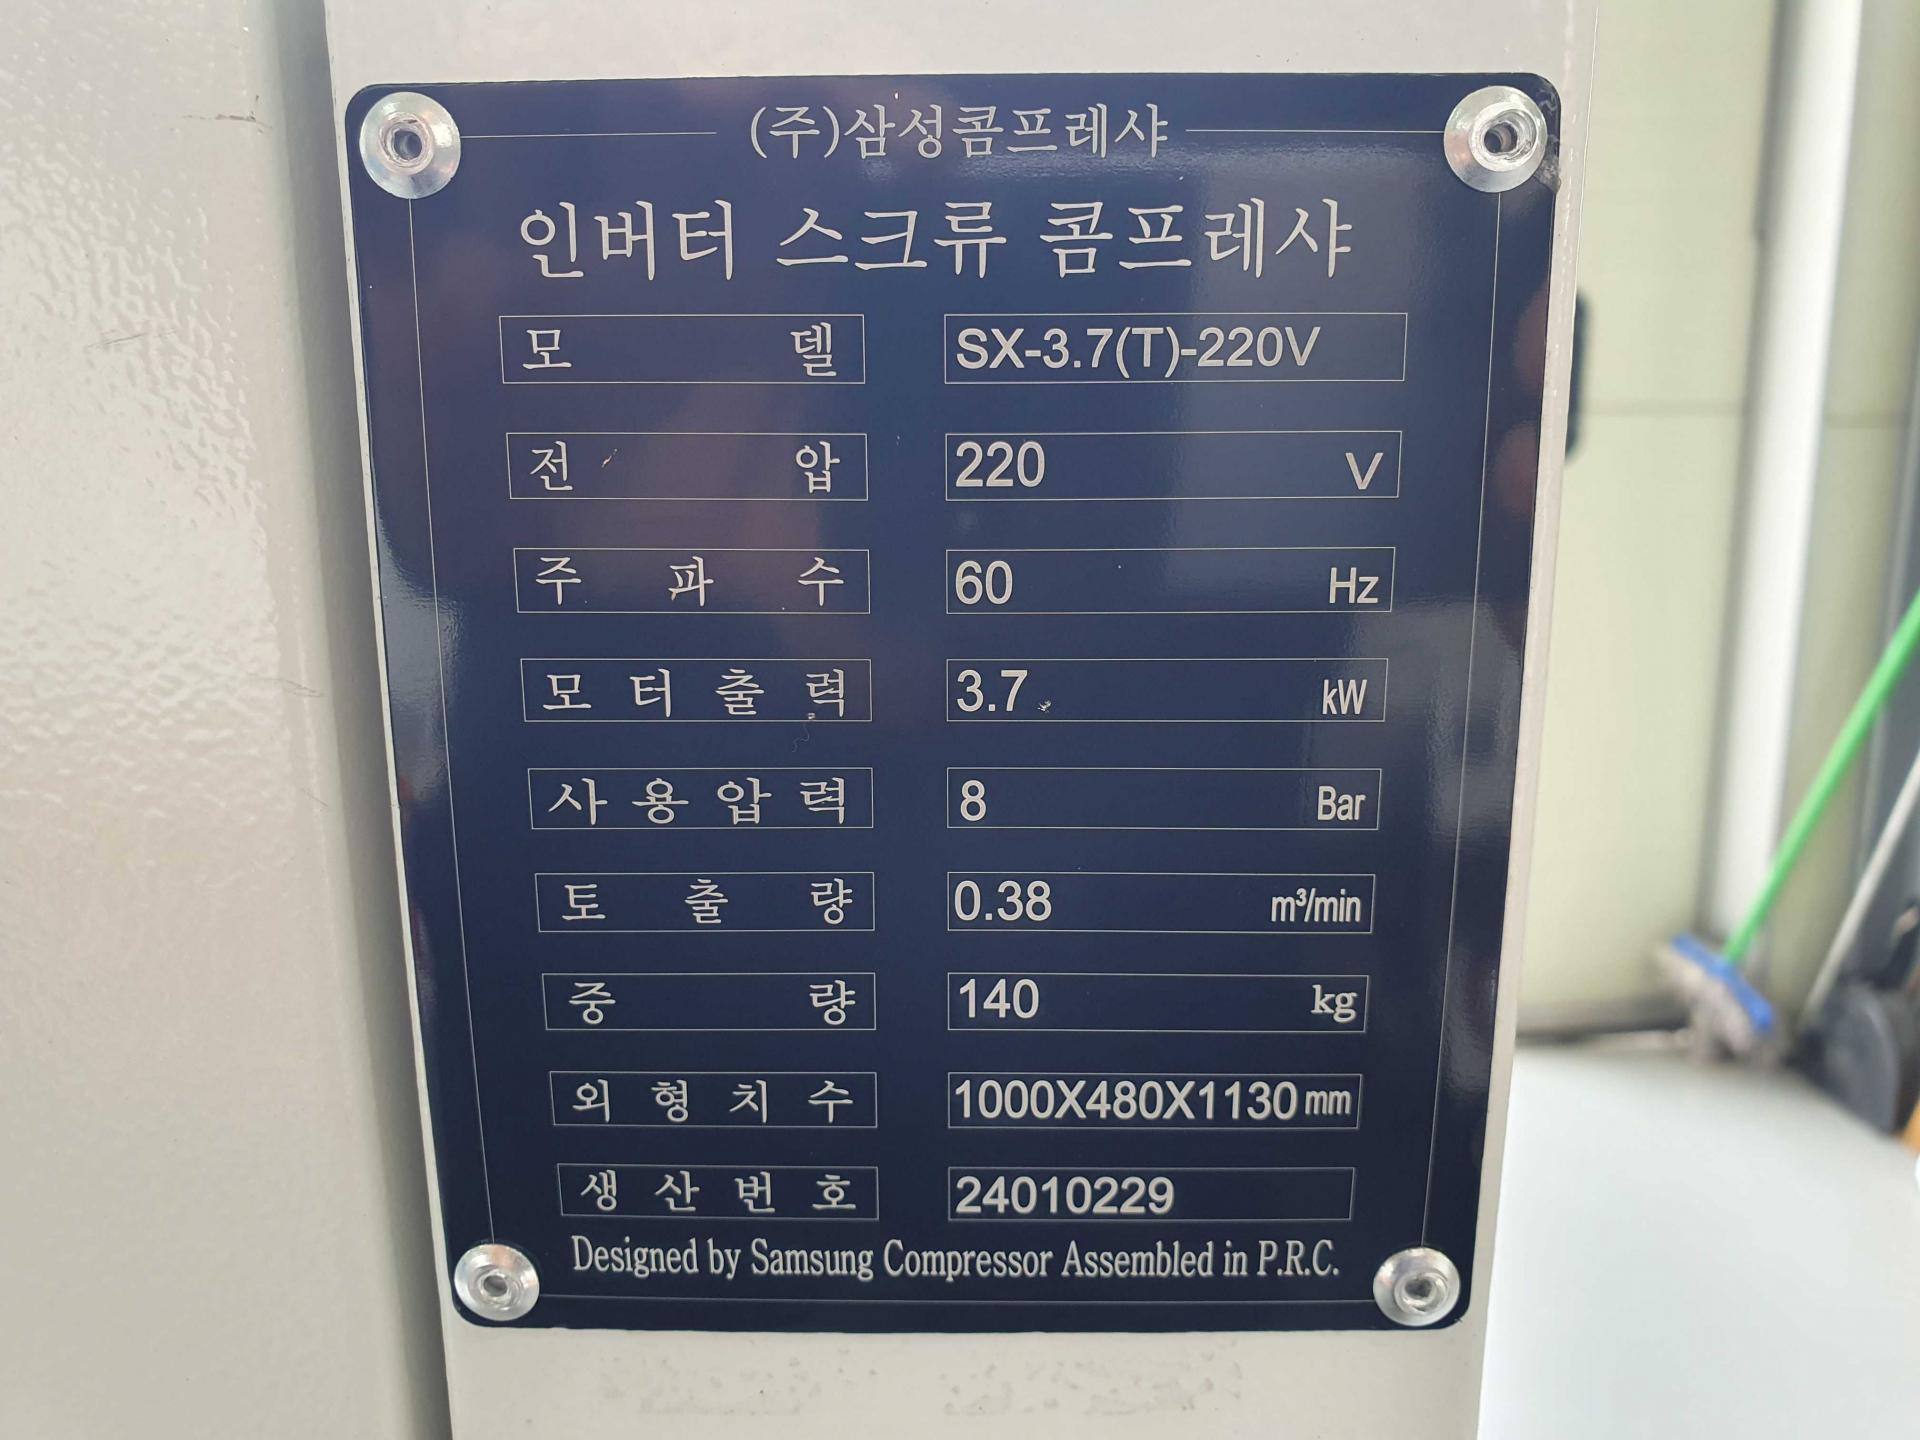 (주)삼성콤프레샤
인버터 스크류 콤프레샤
모 델 SX-3.7(T)-220V
전 압 220 V
주 파 수 60 Hz
모 터 출 력 3.7 kW
사 용 압 력 8 Bar
토 출 량 0.38 m³/min
중 량 140 kg
외 형 치 수 1000X480X1130 mm
생 산 번 호 24010229
Designed by Samsung Compressor Assembled in P.R.C.